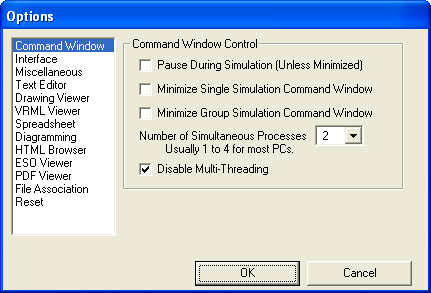 Options
Command Window
Interface
Miscellaneous
Text Editor
Drawing Viewer
VRML Viewer
Spreadsheet
Diagramming
HTML Browser
ESO Viewer
PDF Viewer
File Association
Reset
Command Window Control
Pause During Simulation (Unless Minimized)
Minimize Single Simulation Command Window
Minimize Group Simulation Command Window
Number of Simultaneous Processes
Usually 1 to 4 for most PCs.
2
Disable Multi-Threading
OK
Cancel